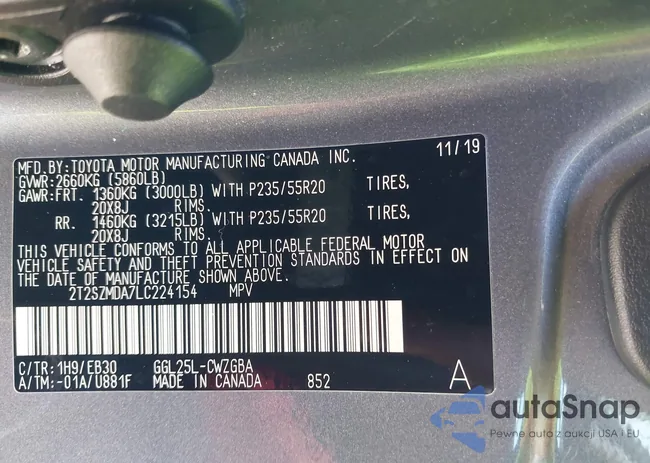 MFD.BY:TOYOTA MOTOR MANUFACTURING CANADA INC. 11/19
GVWR:2660KG (5860LB)
GAWR:FRT. 1360KG (3000LB) WITH P235/55R20 TIRES,
20X8J RIMS.
RR. 1460KG (3215LB) WITH P235/55R20 TIRES,
20X8J RIMS.
THIS VEHICLE CONFORMS TO ALL APPLICABLE FEDERAL MOTOR
VEHICLE SAFETY AND THEFT PREVENTION STANDARDS IN EFFECT ON
THE DATE OF MANUFACTURE SHOWN ABOVE.
2T2SZMDA7LC224154 MPV
C/TR:1H9/EB30 GGL25L-CWZGBA
A/TM:-01A/U881F MADE IN CANADA 852 A
autaSnap
Pewne auto z aukcji USA i EU